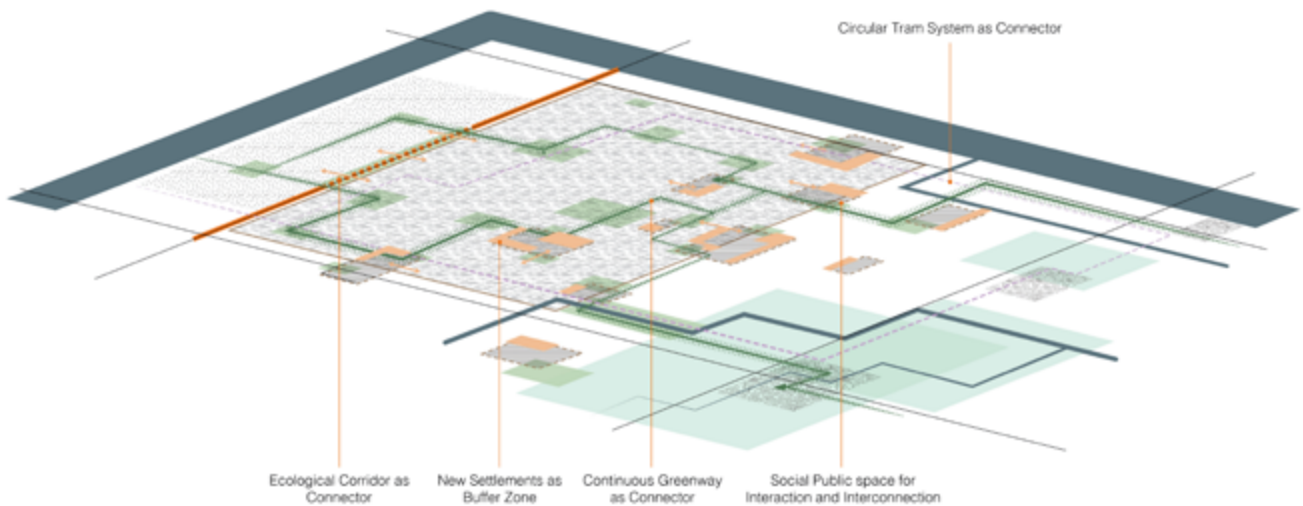 Circular Tram System as Connector
Ecological Corridor as
Connector
New Settlements as
Buffer Zone
Continuous Greenway
as Connector
Social Public space for
Interaction and Interconnection